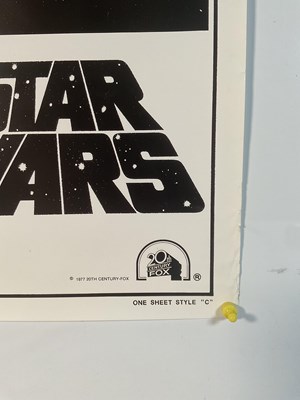 STAR
WARS
© 1977 20TH CENTURY-FOX
20th
CENTURY
FOX
®
ONE SHEET STYLE "C"